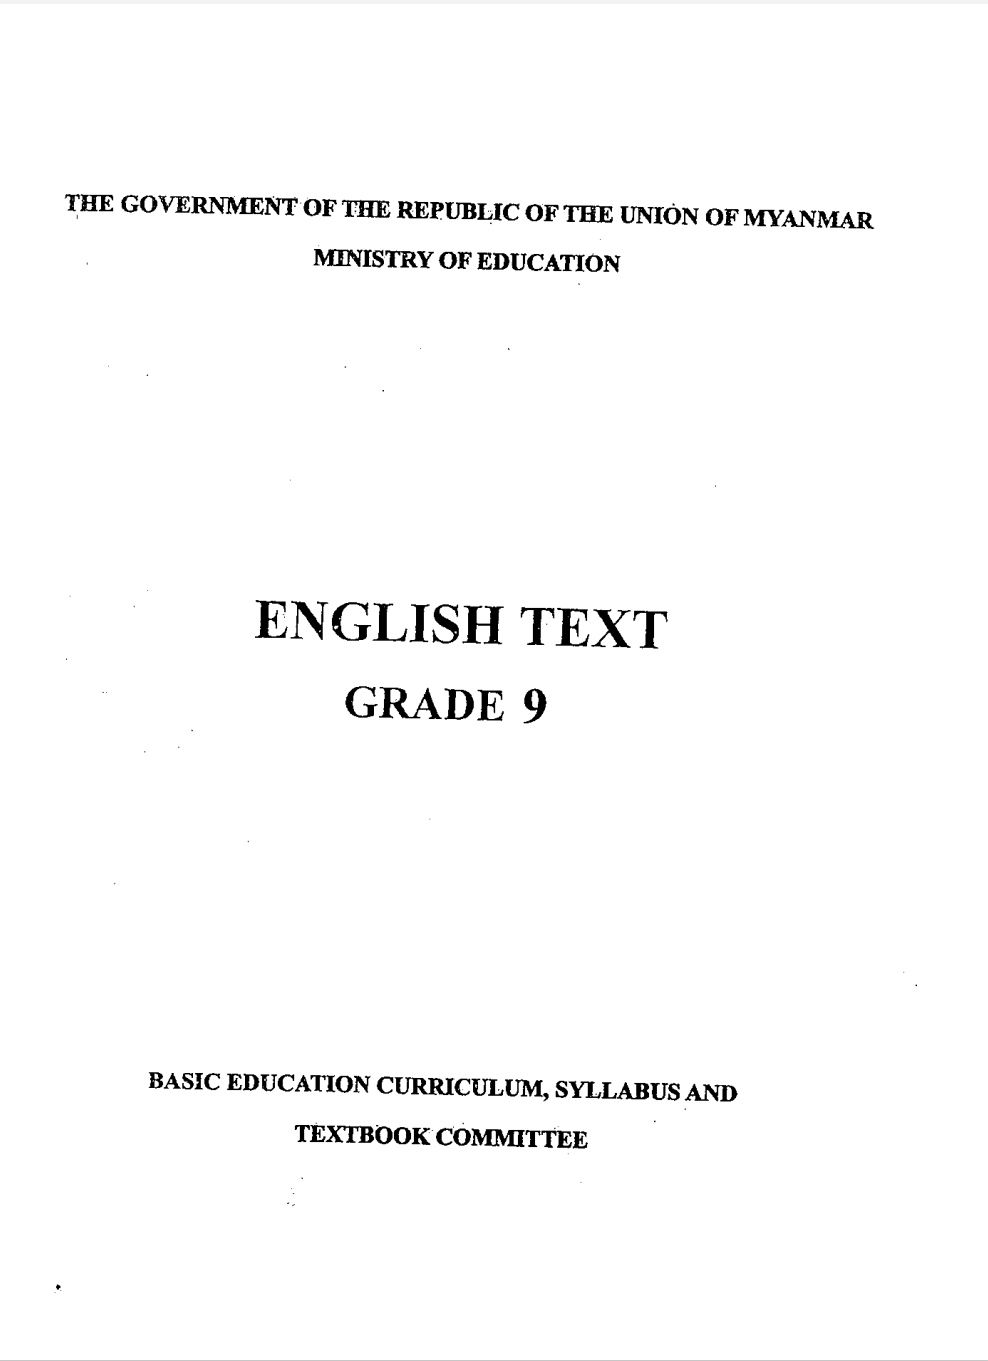 THE GOVERNMENT OF THE REPUBLIC OF THE UNION OF MYANMAR
MINISTRY OF EDUCATION
ENGLISH TEXT
GRADE 9
BASIC EDUCATION CURRICULUM, SYLLABUS AND
TEXTBOOK COMMITTEE